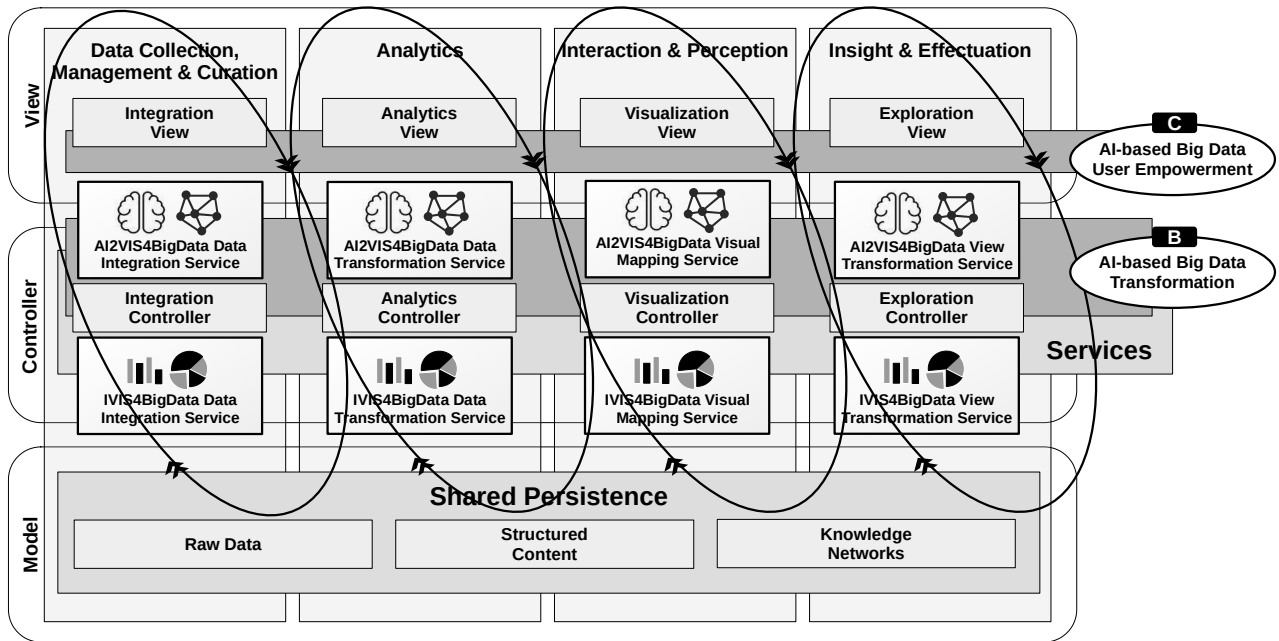 Data Collection,
Management & Curation
Analytics
Interaction & Perception
Insight & Effectuation
View
Integration
View
Analytics
View
Visualization
View
Exploration
View
C
AI-based Big Data
User Empowerment
AI2VIS4BigData Data
Integration Service
AI2VIS4BigData Data
Transformation Service
AI2VIS4BigData Visual
Mapping Service
AI2VIS4BigData View
Transformation Service
B
AI-based Big Data
Transformation
Controller
Integration
Controller
Analytics
Controller
Visualization
Controller
Exploration
Controller
Services
IVIS4BigData Data
Integration Service
IVIS4BigData Data
Transformation Service
IVIS4BigData Visual
Mapping Service
IVIS4BigData View
Transformation Service
Model
Shared Persistence
Raw Data
Structured
Content
Knowledge
Networks